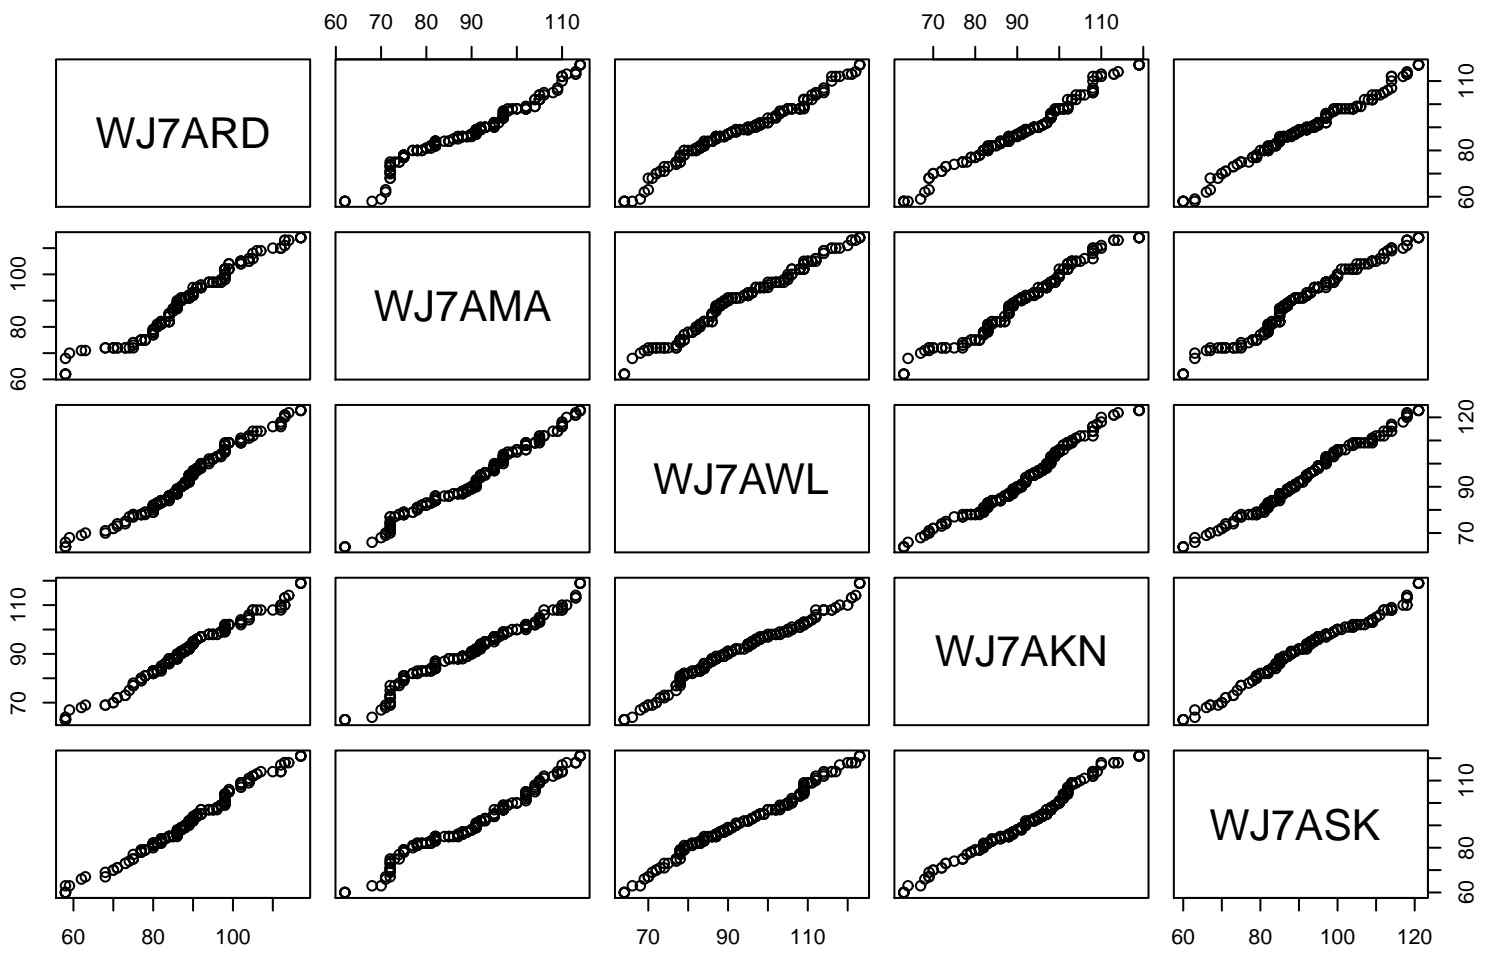 60 70 80 90 110 70 80 90 110
WJ7ARD 60 80 110
60 80 100 WJ7AMA
WJ7AWL 70 90 120
70 90 110 WJ7AKN
WJ7ASK 60 80 110
60 80 100 70 90 110 60 80 100 120